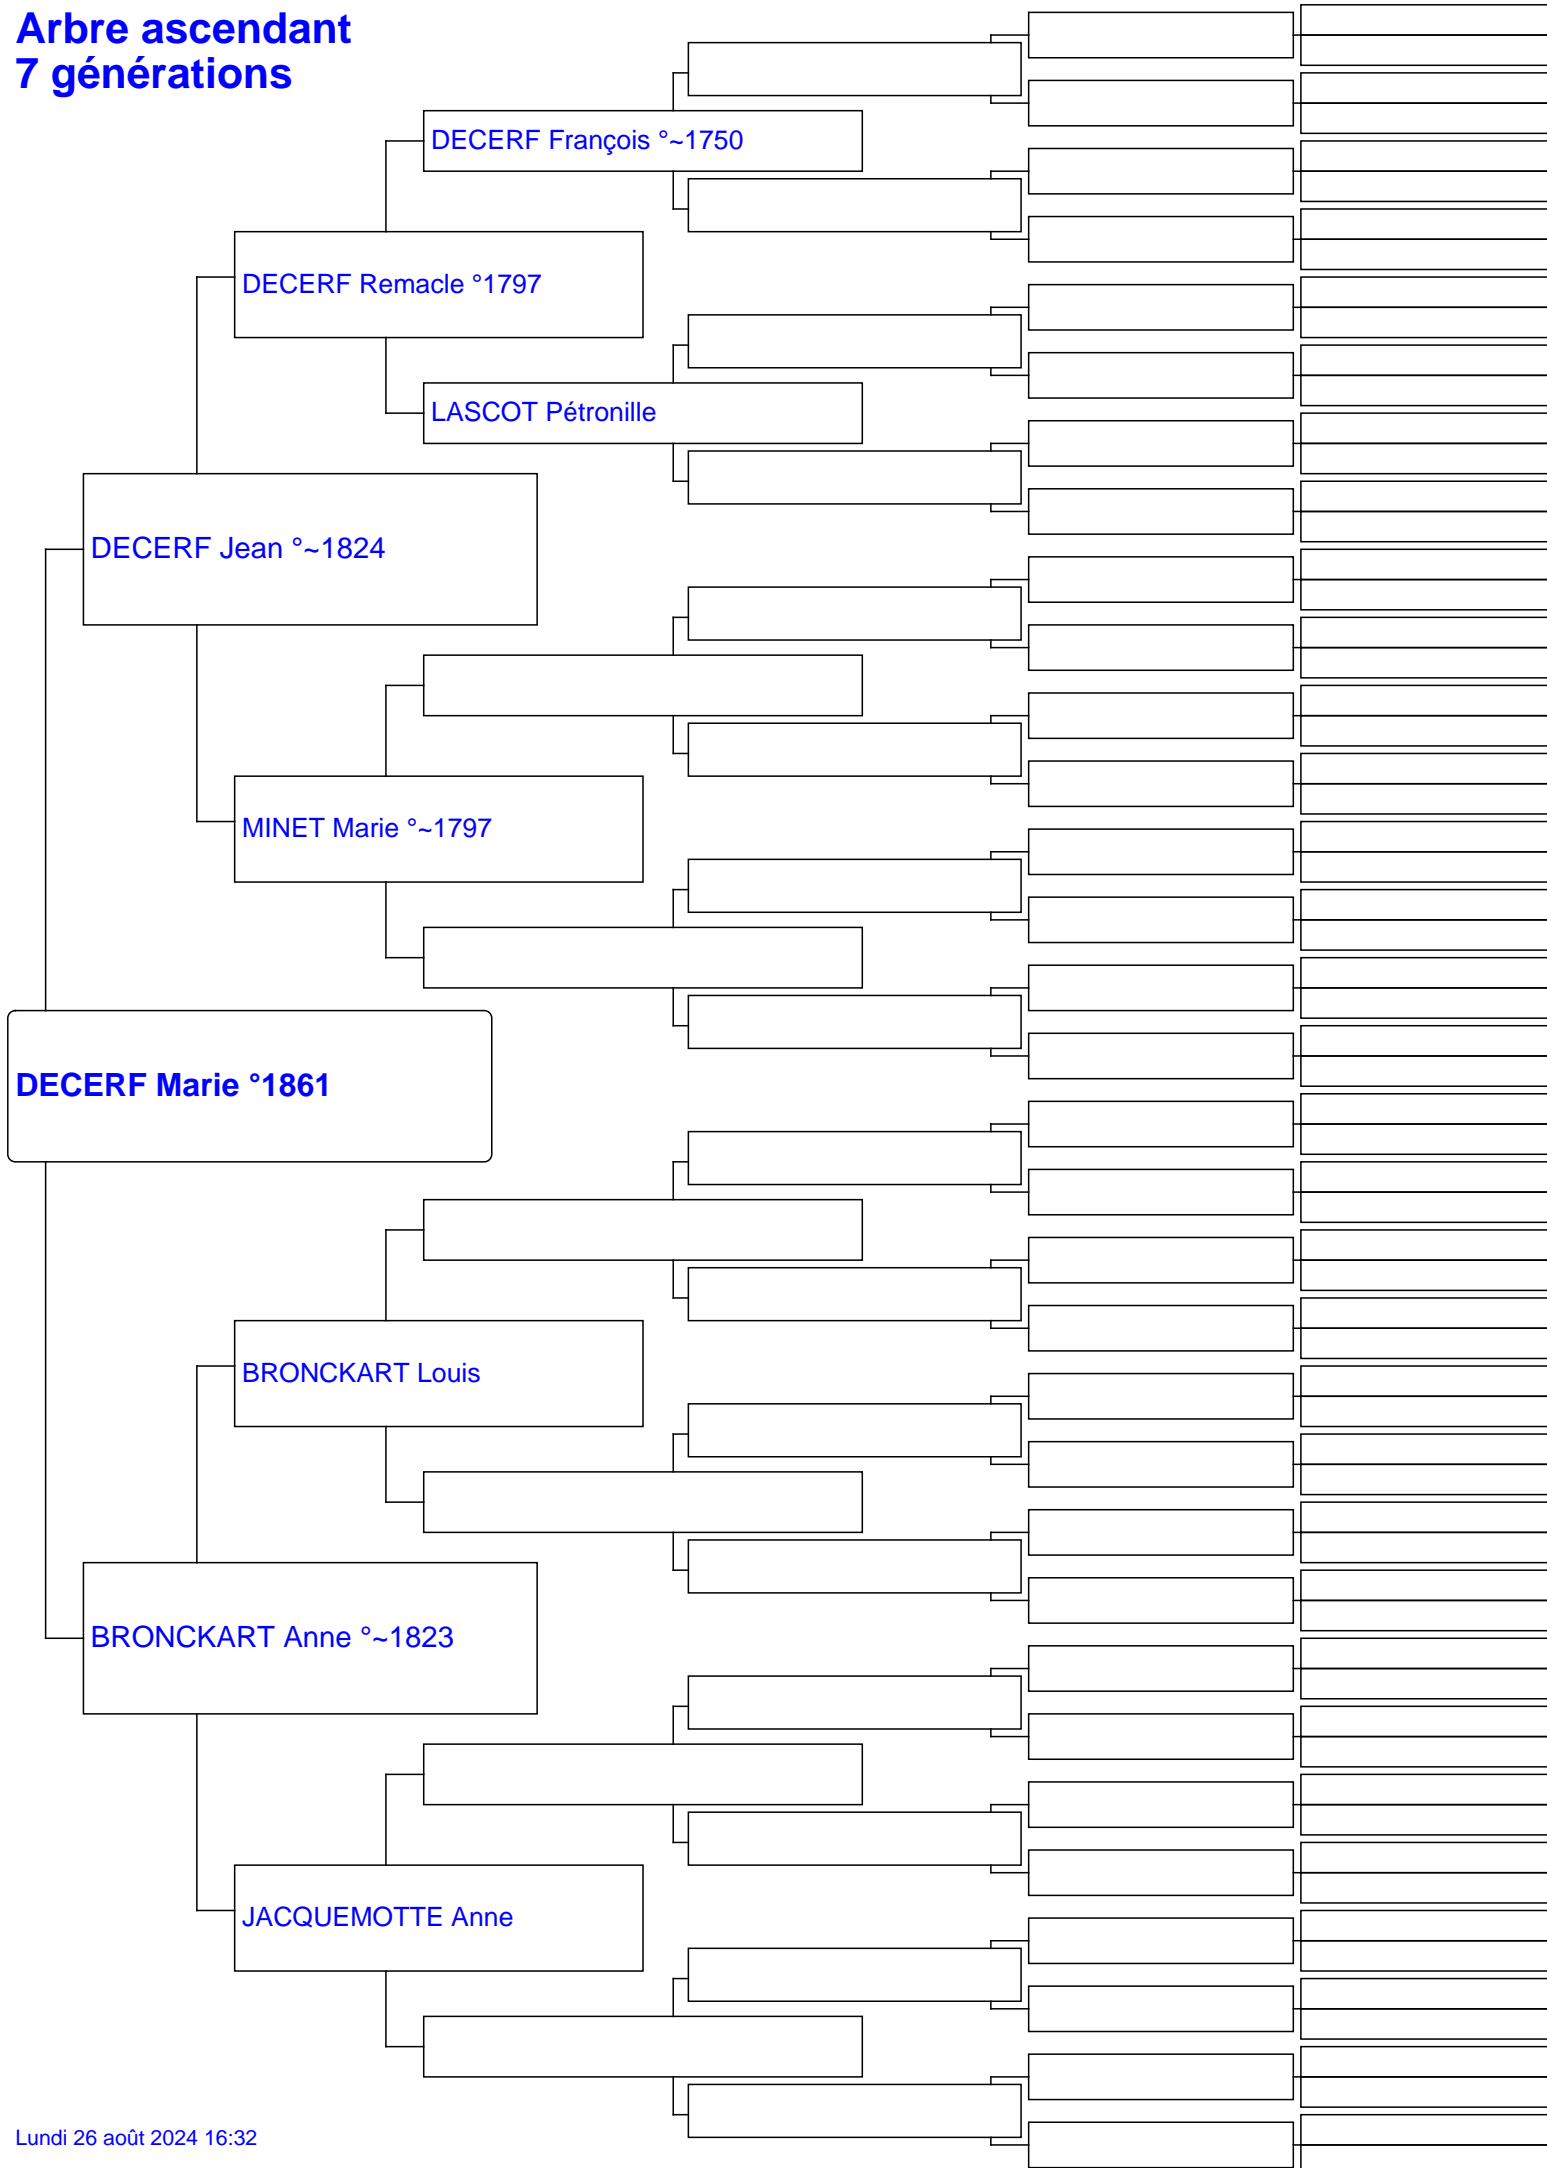 Arbre ascendant
7 générations
DECERF François °~1750
DECERF Remacle °1797
LASCOT Pétronille
DECERF Jean °~1824
MINET Marie °~1797
DECERF Marie °1861
BRONCKART Louis
BRONCKART Anne °~1823
JACQUEMOTTE Anne
Lundi 26 août 2024 16:32